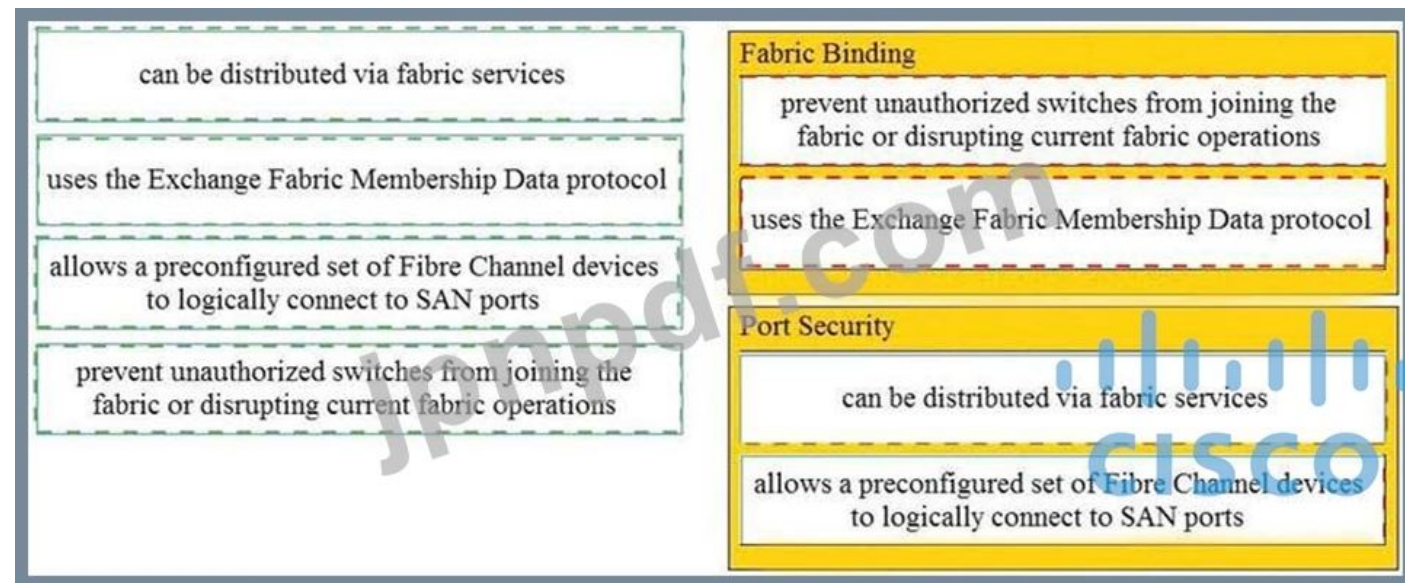 can be distributed via fabric services
uses the Exchange Fabric Membership Data protocol
allows a preconfigured set of Fibre Channel devices
to logically connect to SAN ports
prevent unauthorized switches from joining the
fabric or disrupting current fabric operations
Fabric Binding
prevent unauthorized switches from joining the
fabric or disrupting current fabric operations
uses the Exchange Fabric Membership Data protocol
Port Security
can be distributed via fabric services
allows a preconfigured set of Fibre Channel devices
to logically connect to SAN ports
jpnpdf.com
CISCO